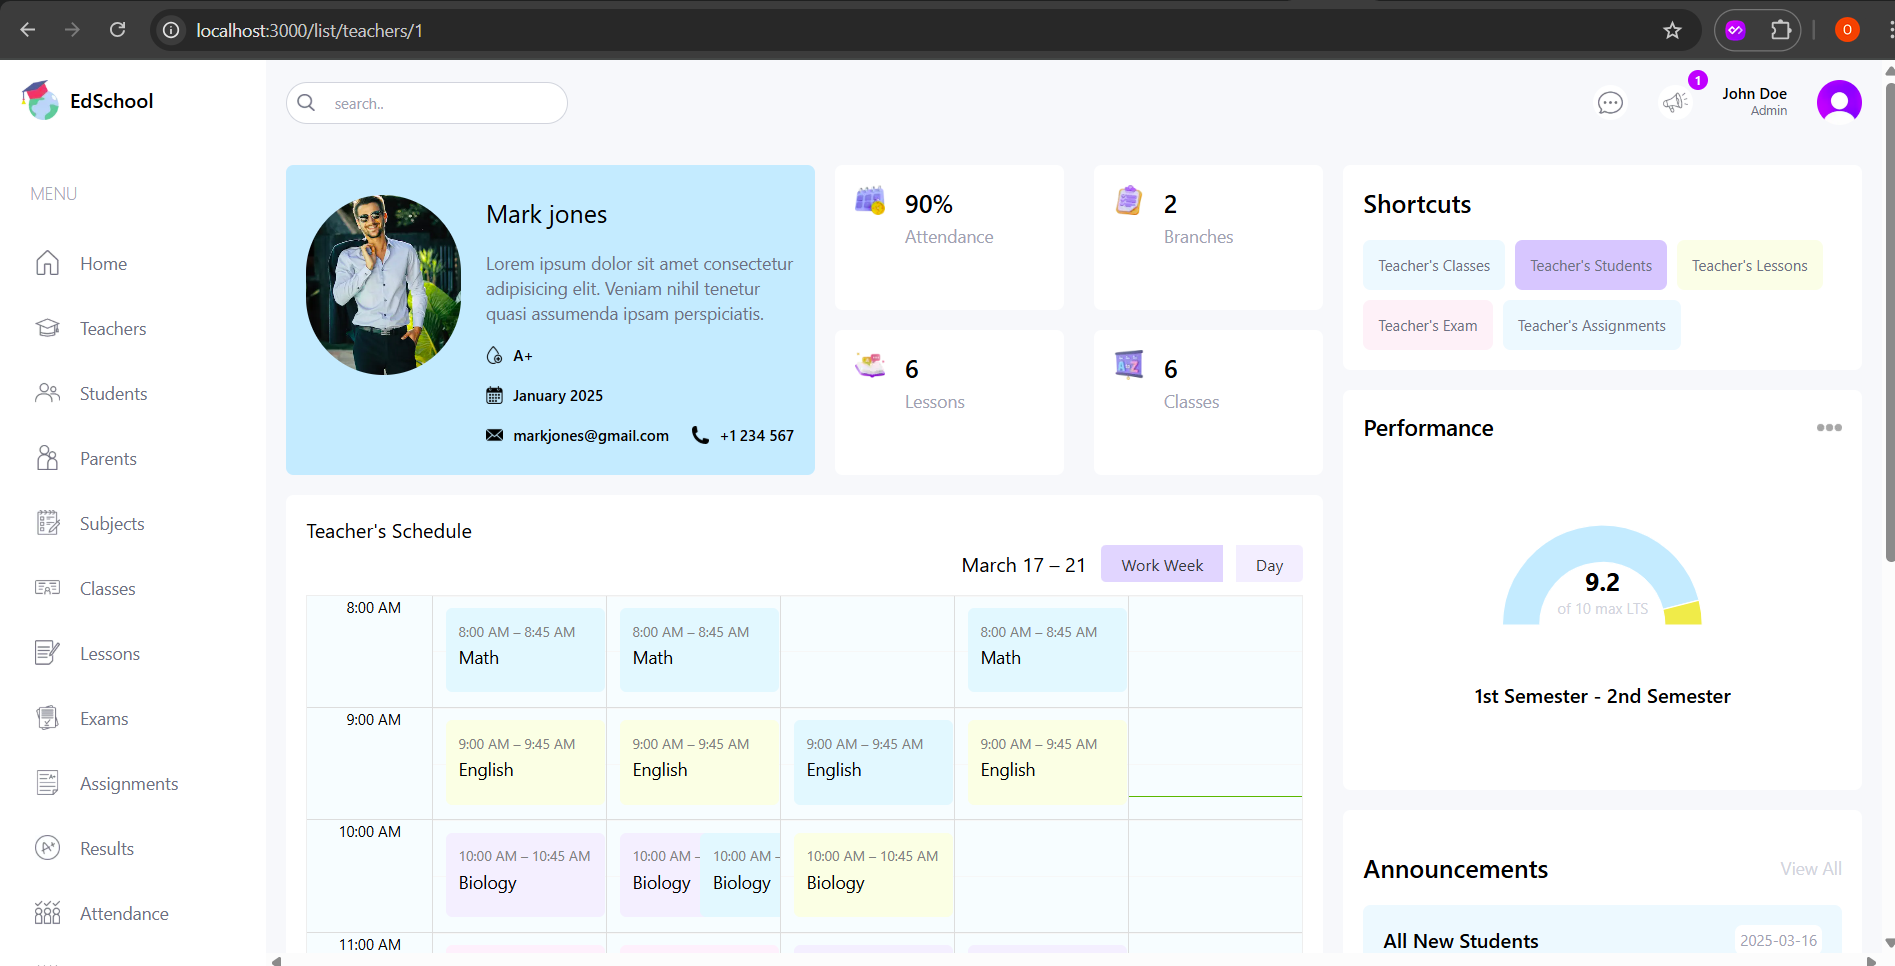 localhost:3000/list/teachers/1
O
EdSchool
search..
1
John Doe
Admin
MENU
Home
Teachers
Students
Parents
Subjects
Classes
Lessons
Exams
Assignments
Results
Attendance
Mark jones
Lorem ipsum dolor sit amet consectetur
adipisicing elit. Veniam nihil tenetur
quasi assumenda ipsam perspiciatis.
A+
January 2025
markjones@gmail.com
+1 234 567
90%
Attendance
2
Branches
6
Lessons
6
Classes
Teacher's Schedule
March 17 – 21
Work Week
Day
8:00 AM
8:00 AM – 8:45 AM
Math
8:00 AM – 8:45 AM
Math
8:00 AM – 8:45 AM
Math
9:00 AM
9:00 AM – 9:45 AM
English
9:00 AM – 9:45 AM
English
9:00 AM – 9:45 AM
English
9:00 AM – 9:45 AM
English
10:00 AM
10:00 AM – 10:45 AM
Biology
10:00 AM –
Biology
10:00 AM –
Biology
10:00 AM – 10:45 AM
Biology
11:00 AM
Shortcuts
Teacher's Classes
Teacher's Students
Teacher's Lessons
Teacher's Exam
Teacher's Assignments
Performance
9.2
of 10 max LTS
1st Semester - 2nd Semester
Announcements
View All
All New Students
2025-03-16